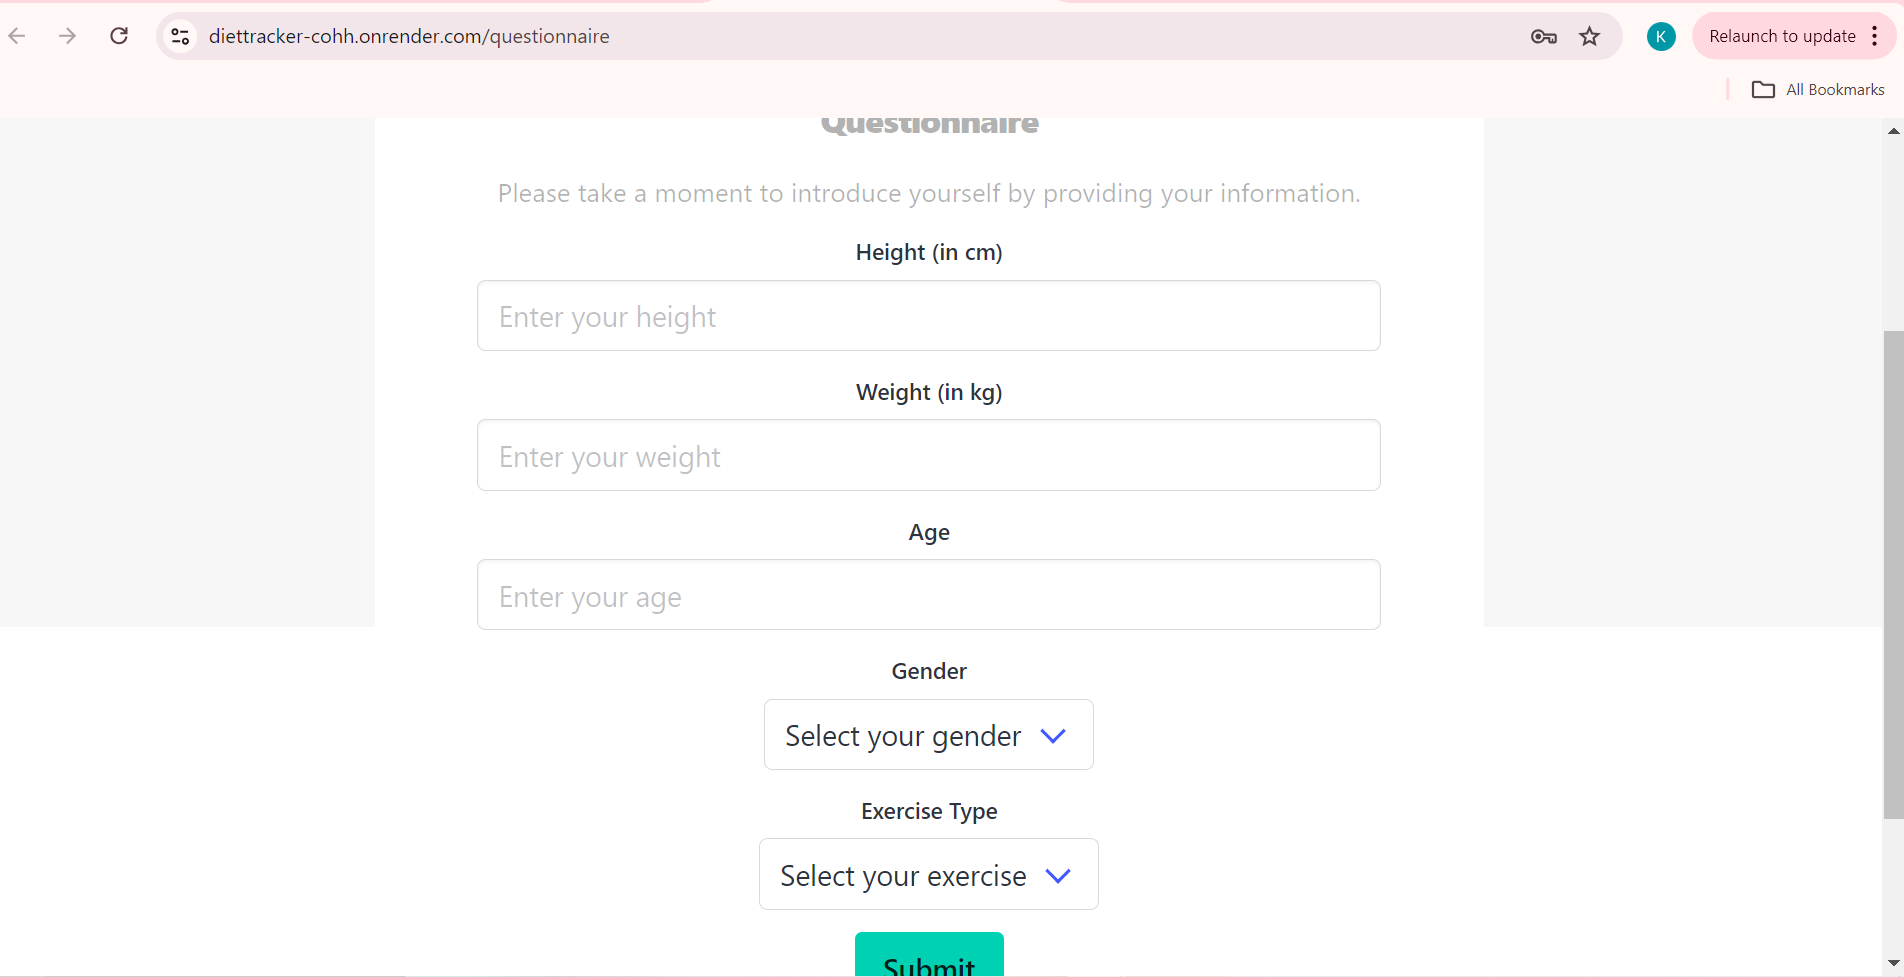 diettracker-cohh.onrender.com/questionnaire
K
Relaunch to update
All Bookmarks
Questionnaire
Please take a moment to introduce yourself by providing your information.
Height (in cm)
Enter your height
Weight (in kg)
Enter your weight
Age
Enter your age
Gender
Select your gender
Exercise Type
Select your exercise
Submit